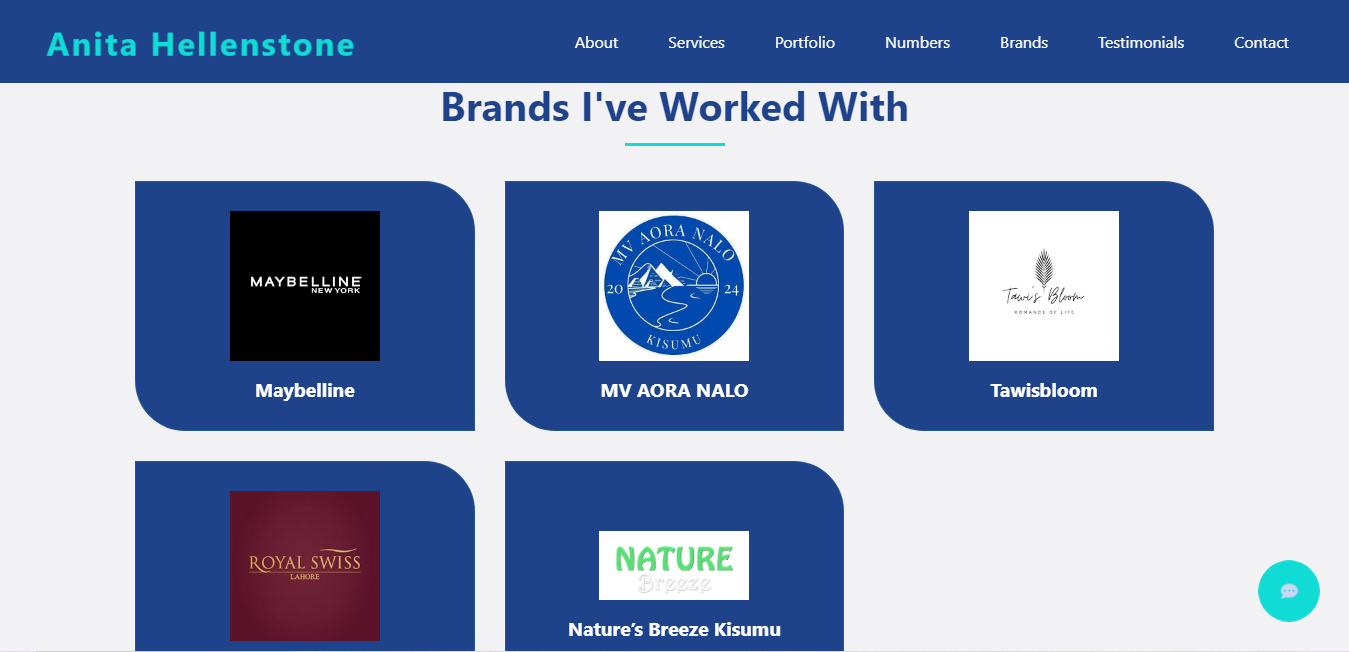 Anita Hellenstone
About Services Portfolio Numbers Brands Testimonials Contact
Brands I've Worked With
MAYBELLINE
NEW YORK
Maybelline
MV AORA NALO
20 24
KISUMU
MV AORA NALO
Tawi's Bloom
ROMANCE OF LIFE
Tawisbloom
ROYAL SWISS
LAHORE
NATURE
Breeze
Nature’s Breeze Kisumu